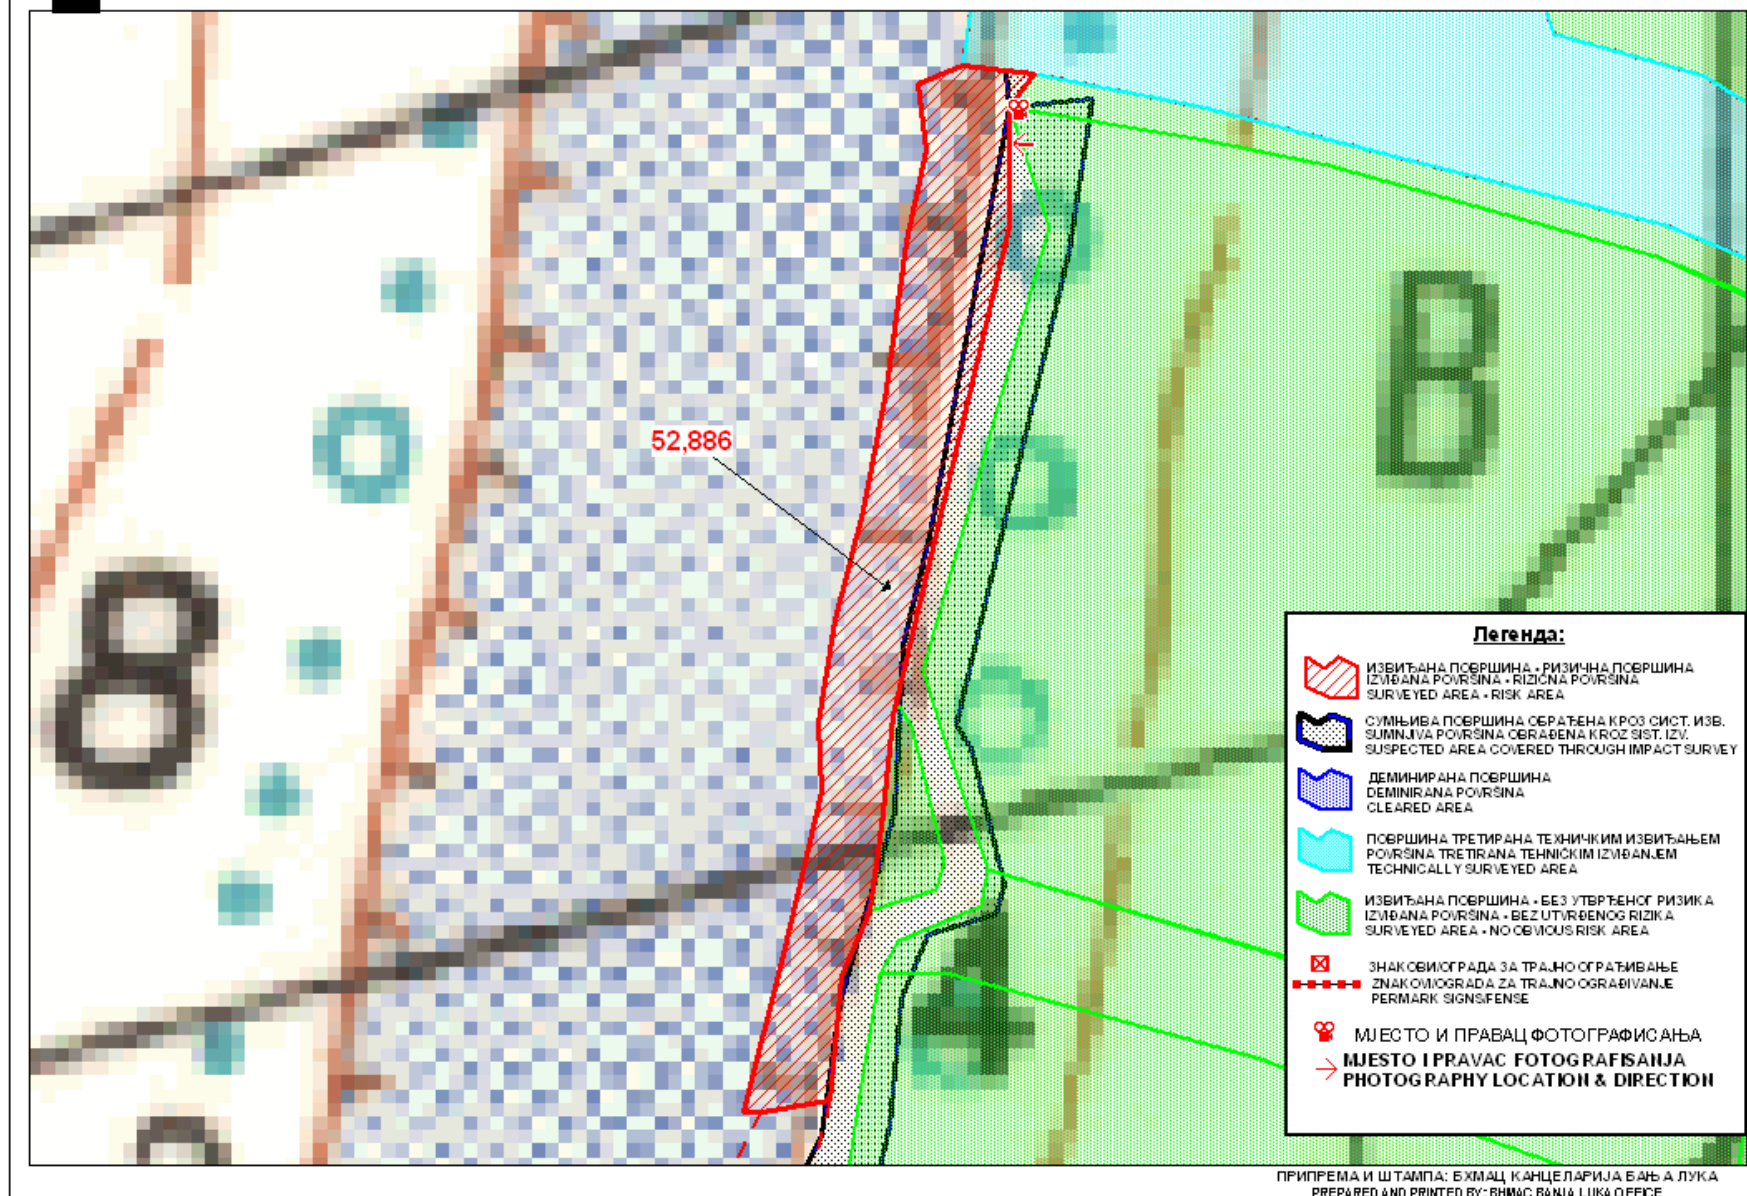 52,886
8
8
4
Легенда:
ИЗВИЂАНА ПОВРШИНА - РИЗИЧНА ПОВРШИНА
IZVIĐANA POVRŠINA - RIZIČNA POVRŠINA
SURVEYED AREA - RISK AREA
СУМЊИВА ПОВРШИНА ОБРАЂЕНА КРОЗ СИСТ. ИЗВ.
SUMNJIVA POVRŠINA OBRAĐENA KROZ SIST. IZV.
SUSPECTED AREA COVERED THROUGH IMPACT SURVEY
ДЕМИНИРАНА ПОВРШИНА
DEMINIRANA POVRŠINA
CLEARED AREA
ПОВРШИНА ТРЕТИРАНА ТЕХНИЧКИМ ИЗВИЂАЊЕМ
POVRŠINA TRETIRANA TEHNIČKIM IZVIĐANJEM
TECHNICALLY SURVEYED AREA
ИЗВИЂАНА ПОВРШИНА - БЕЗ УТВРЂЕНОГ РИЗИКА
IZVIĐANA POVRŠINA - BEZ UTVRĐENOG RIZIKA
SURVEYED AREA - NO OBVIOUS RISK AREA
ЗНАКОВИ/ОГРАДА ЗА ТРАЈНО ОГРАЂИВАЊЕ
ZNAKOVI/OGRADA ZA TRAJNO OGRAĐIVANJE
PERMARK SIGNS/FENSE
МЈЕСТО И ПРАВАЦ ФОТОГРАФИСАЊА
MJESTO I PRAVAC FOTOGRAFISANJA
PHOTOGRAPHY LOCATION & DIRECTION
ПРИПРЕМА И ШТАМПА: БХМАЦ КАНЦЕЛАРИЈА БАЊА ЛУКА
PREPARED AND PRINTED BY: BHMAC BANJA LUKA OFFICE